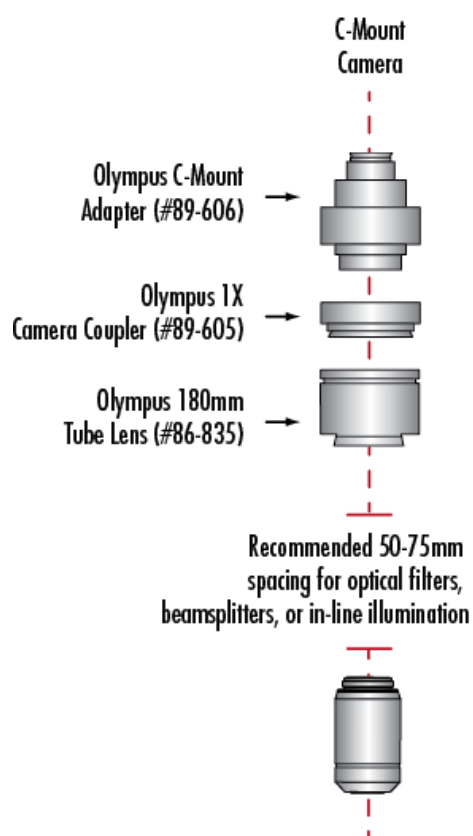 C-Mount
Camera
Olympus C-Mount
Adapter (#89-606)
Olympus 1X
Camera Coupler (#89-605)
Olympus 180mm
Tube Lens (#86-835)
Recommended 50-75mm
spacing for optical filters,
beamsplitters, or in-line illumination